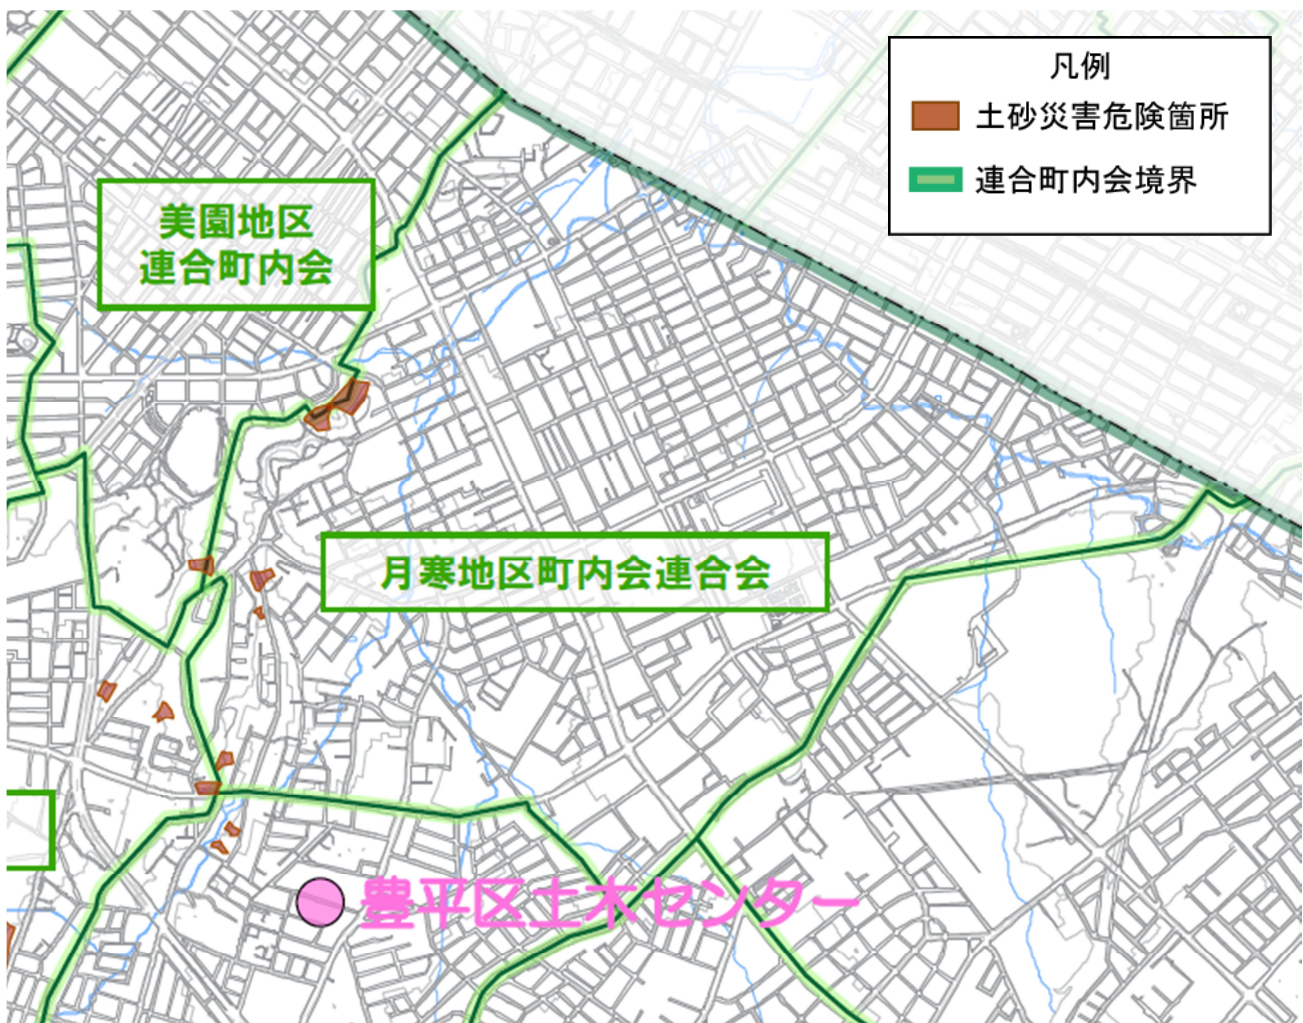 凡例
土砂災害危険箇所
連合町内会境界
美園地区
連合町内会
月寒地区町内会連合会
豊平区土木センター